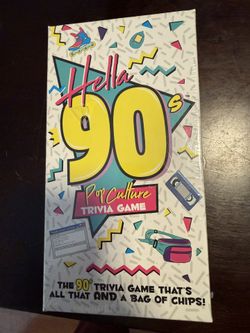 Hella
90s
Pop Culture
TRIVIA GAME
THE 90s TRIVIA GAME THAT'S
ALL THAT AND A BAG OF CHIPS!